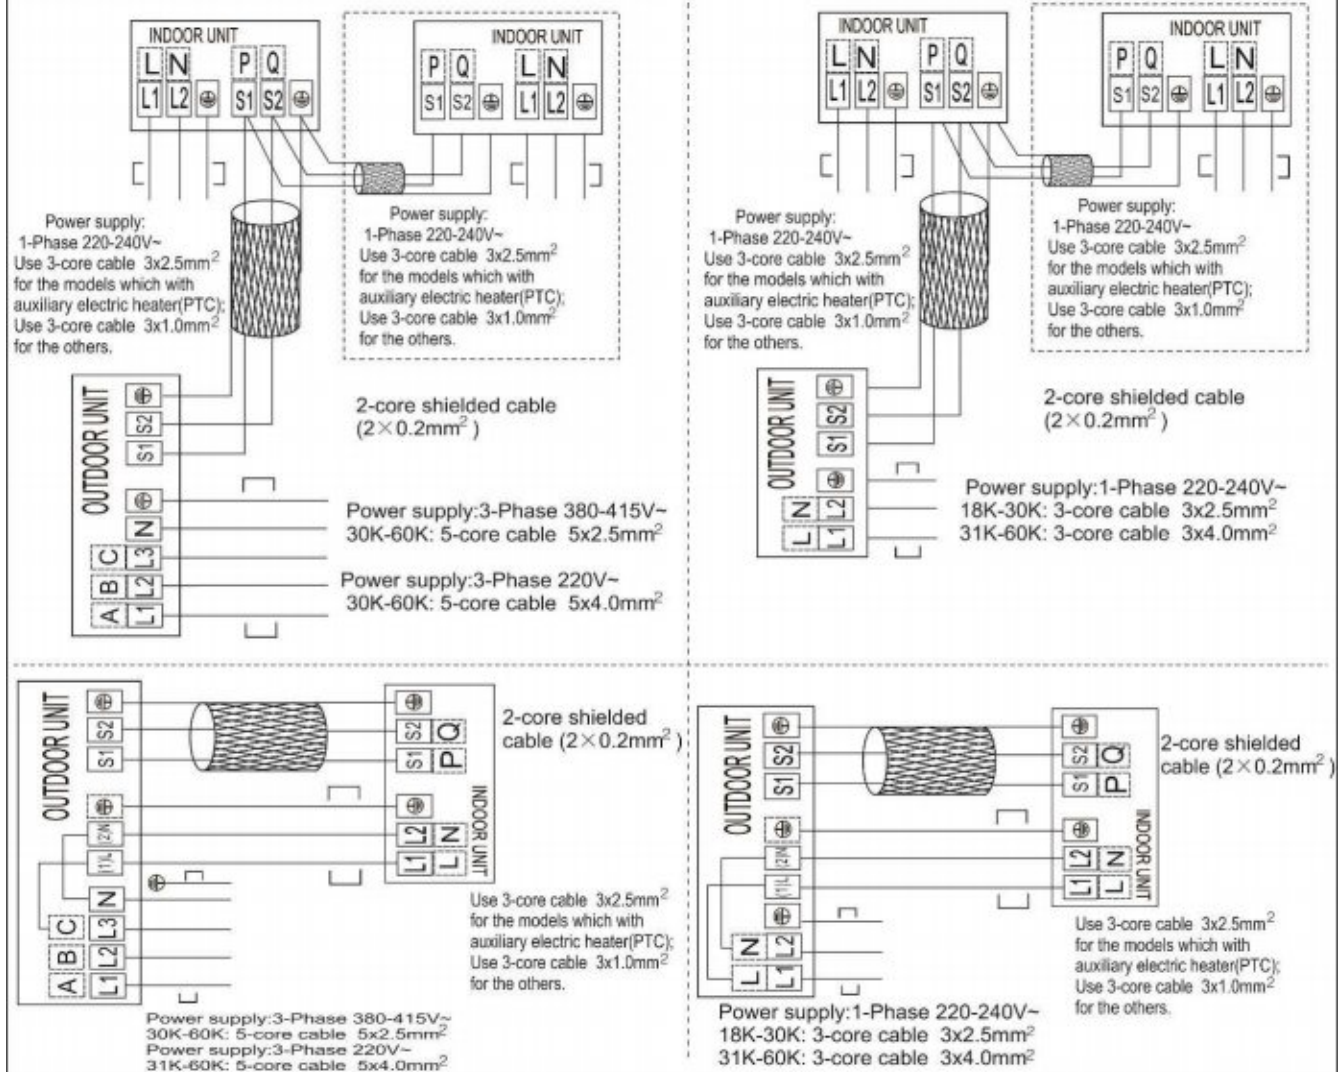 INDOOR UNIT
L N P Q
L1 L2 S1 S2
INDOOR UNIT
P Q L N
S1 S2 L1 L2
Power supply:
1-Phase 220-240V~
Use 3-core cable 3x2.5mm²
for the models which with
auxiliary electric heater(PTC);
Use 3-core cable 3x1.0mm²
for the others.
Power supply:
1-Phase 220-240V~
Use 3-core cable 3x2.5mm²
for the models which with
auxiliary electric heater(PTC);
Use 3-core cable 3x1.0mm²
for the others.
OUTDOOR UNIT
S2
S1
N
C L3
B L2
A L1
2-core shielded cable
(2×0.2mm²)
Power supply:3-Phase 380-415V~
30K-60K: 5-core cable 5x2.5mm²
Power supply:3-Phase 220V~
30K-60K: 5-core cable 5x4.0mm²
INDOOR UNIT
L N P Q
L1 L2 S1 S2
INDOOR UNIT
P Q L N
S1 S2 L1 L2
Power supply:
1-Phase 220-240V~
Use 3-core cable 3x2.5mm²
for the models which with
auxiliary electric heater(PTC);
Use 3-core cable 3x1.0mm²
for the others.
Power supply:
1-Phase 220-240V~
Use 3-core cable 3x2.5mm²
for the models which with
auxiliary electric heater(PTC);
Use 3-core cable 3x1.0mm²
for the others.
OUTDOOR UNIT
S2
S1
N L2
L L1
2-core shielded cable
(2×0.2mm²)
Power supply:1-Phase 220-240V~
18K-30K: 3-core cable 3x2.5mm²
31K-60K: 3-core cable 3x4.0mm²
OUTDOOR UNIT
S2
S1
(2)N
(1)L
N
C L3
B L2
A L1
S2 Q
S1 P
L2 N
L1 L
INDOOR UNIT
2-core shielded
cable (2×0.2mm²)
Use 3-core cable 3x2.5mm²
for the models which with
auxiliary electric heater(PTC);
Use 3-core cable 3x1.0mm²
for the others.
Power supply:3-Phase 380-415V~
30K-60K: 5-core cable 5x2.5mm²
Power supply:3-Phase 220V~
31K-60K: 5-core cable 5x4.0mm²
OUTDOOR UNIT
S2
S1
(2)N
(1)L
N L2
L L1
S2 Q
S1 P
L2 N
L1 L
INDOOR UNIT
2-core shielded
cable (2×0.2mm²)
Use 3-core cable 3x2.5mm²
for the models which with
auxiliary electric heater(PTC);
Use 3-core cable 3x1.0mm²
for the others.
Power supply:1-Phase 220-240V~
18K-30K: 3-core cable 3x2.5mm²
31K-60K: 3-core cable 3x4.0mm²